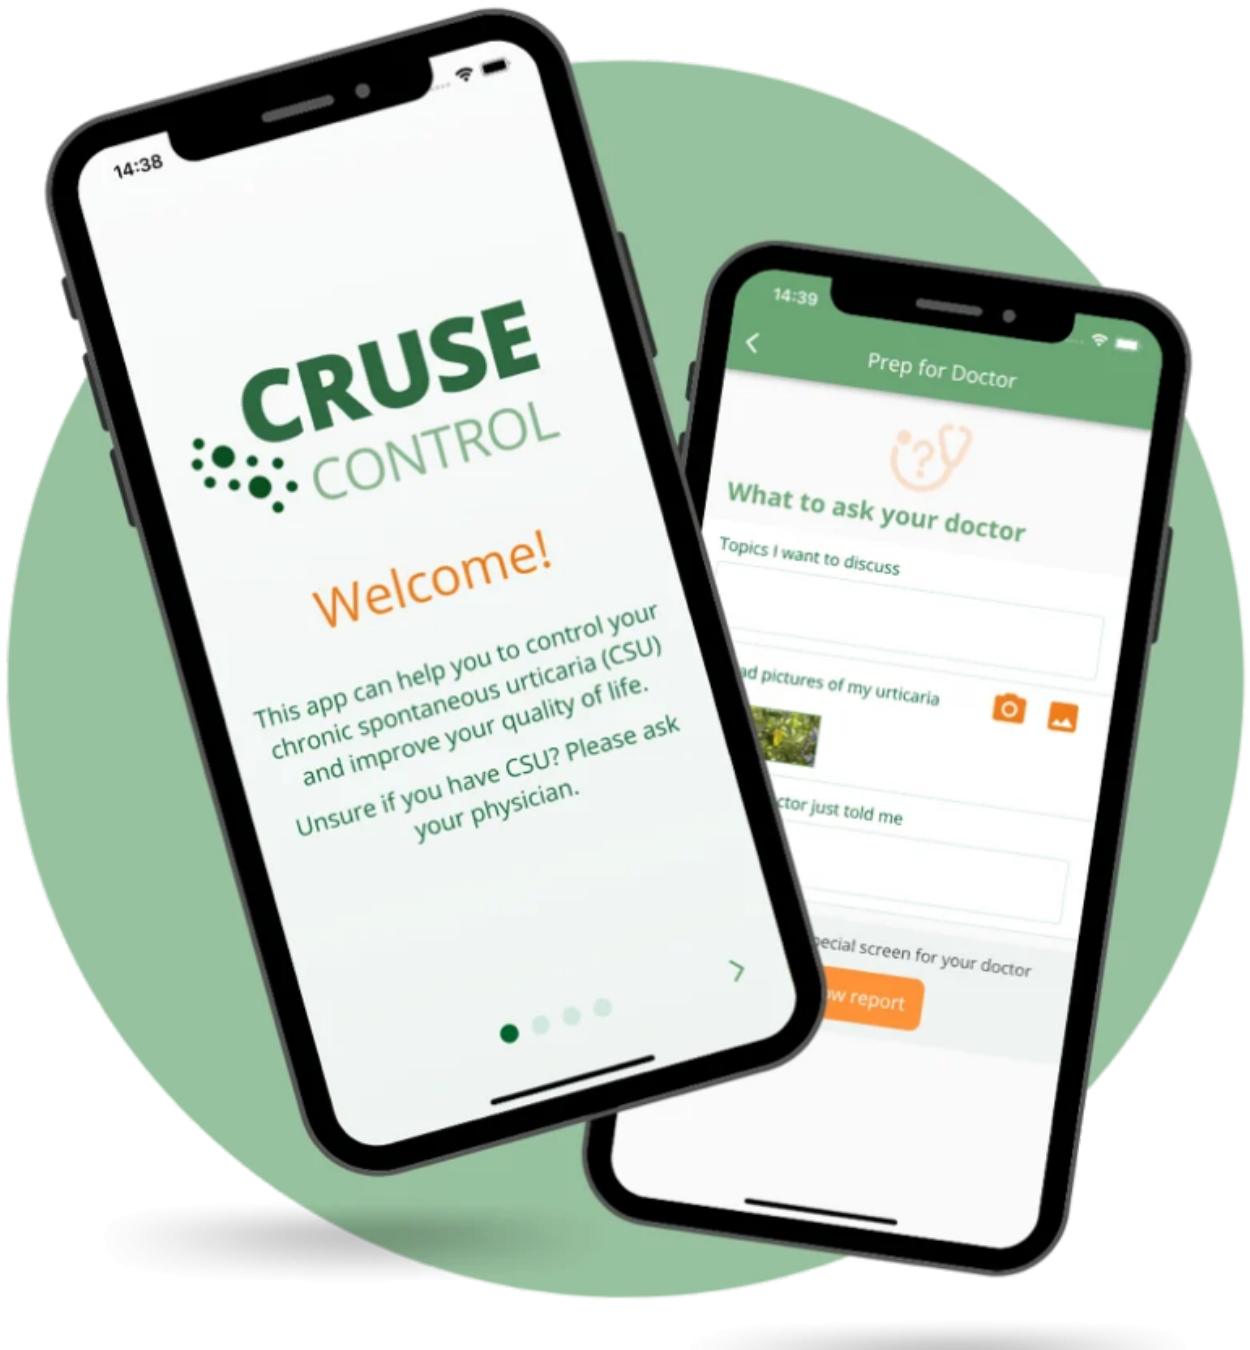 14:38
CRUSE
CONTROL
Welcome!
This app can help you to control your
chronic spontaneous urticaria (CSU)
and improve your quality of life.
Unsure if you have CSU? Please ask
your physician.
14:39
Prep for Doctor
What to ask your doctor
Topics I want to discuss
pictures of my urticaria
just told me
screen for your doctor
report